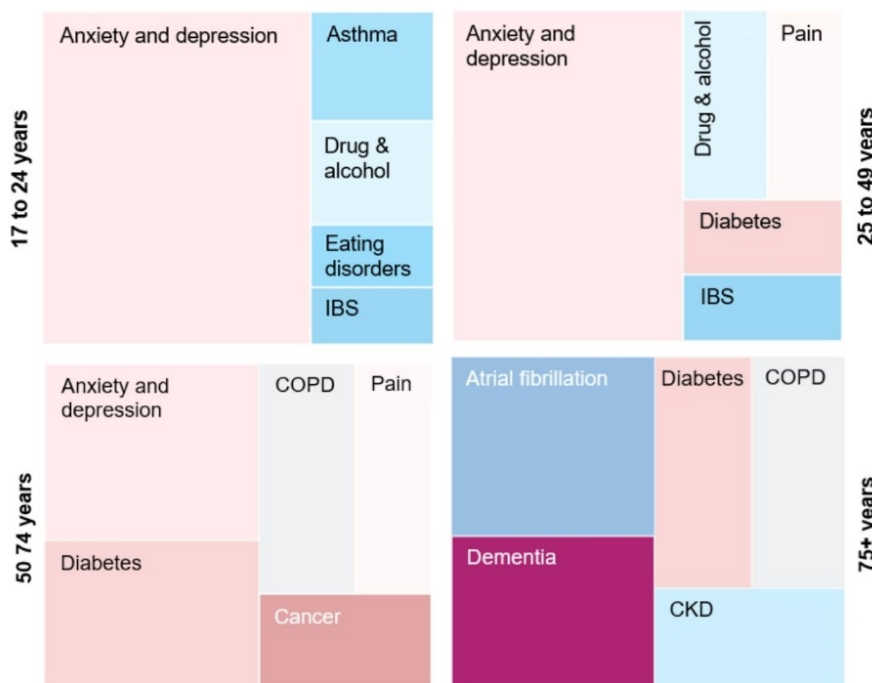 17 to 24 years
Anxiety and depression
Asthma
Drug &
alcohol
Eating
disorders
IBS
25 to 49 years
Anxiety and
depression
Drug & alcohol
Pain
Diabetes
IBS
50 74 years
Anxiety and
depression
COPD
Pain
Diabetes
Cancer
75+ years
Atrial fibrillation
Diabetes
COPD
Dementia
CKD